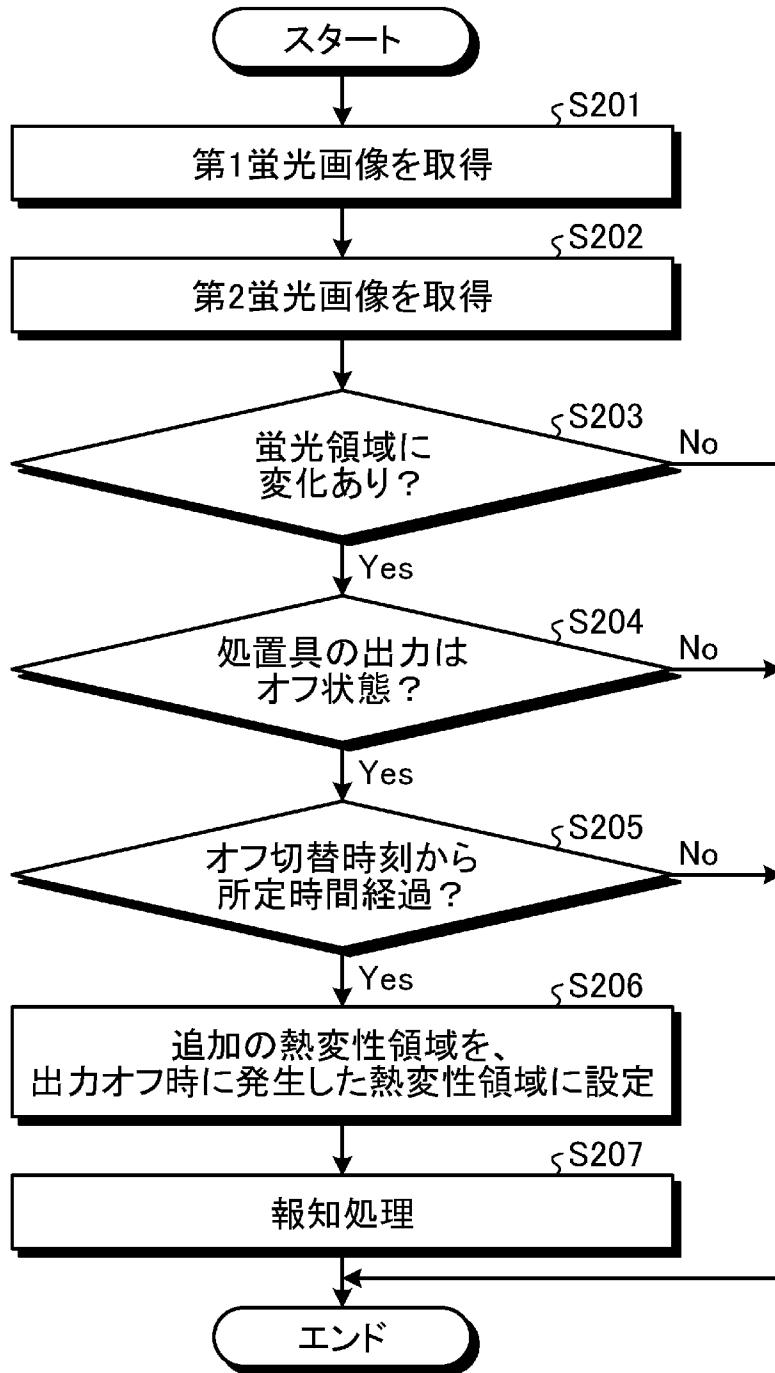 スタート
S201
第1蛍光画像を取得
S202
第2蛍光画像を取得
S203
蛍光領域に
変化あり？
No
Yes
S204
処置具の出力は
オフ状態？
No
Yes
S205
オフ切替時刻から
所定時間経過？
No
Yes
S206
追加の熱変性領域を、
出力オフ時に発生した熱変性領域に設定
S207
報知処理
エンド